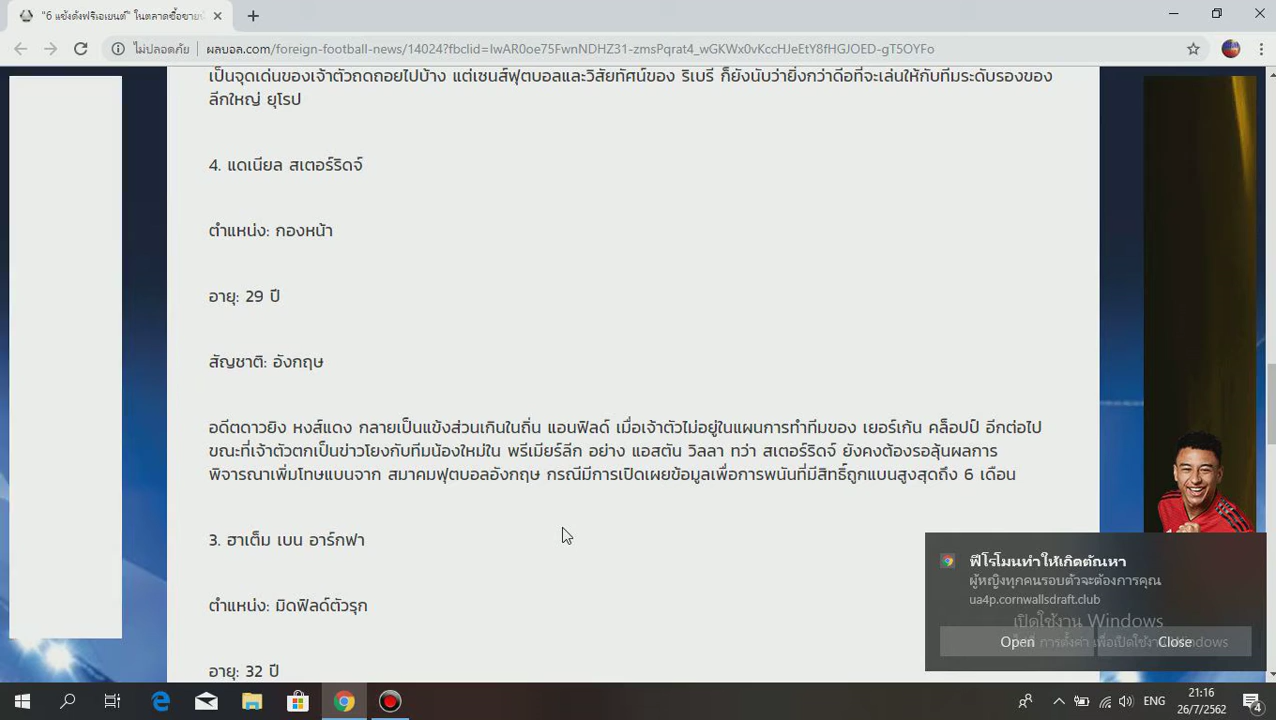 "6 แข้งดังฟรีเอเยนต์" ในตลาดซื้อขาย
ไม่ปลอดภัย
ผลบอล.com/foreign-football-news/14024?fbclid=IwAR0oe75FwnNDHZ31-zmsPqrat4_wGKWx0vKccHJeEtY8fHGJOED-gT5OYFo
เป็นจุดเด่นของเจ้าตัวถดถอยไปบ้าง แต่เซนส์ฟุตบอลและวิสัยทัศน์ของ ริเบรี ก็ยังนับว่ายิ่งกว่าดีอที่จะเล่นให้กับทีมระดับรองของ
ลีกใหญ่ ยุโรป
4. แดเนียล สเตอร์ริดจ์
ตำแหน่ง: กองหน้า
อายุ: 29 ปี
สัญชาติ: อังกฤษ
อดีตดาวยิง หงส์แดง กลายเป็นแข้งส่วนเกินในถิ่น แอนฟิลด์ เมื่อเจ้าตัวไม่อยู่ในแผนการทำทีมของ เยอร์เก้น คล็อปป์ อีกต่อไป
ขณะที่เจ้าตัวตกเป็นข่าวโยงกับทีมน้องใหม่ใน พรีเมียร์ลีก อย่าง แอสตัน วิลลา ทว่า สเตอร์ริดจ์ ยังคงต้องรอลุ้นผลการ
พิจารณาเพิ่มโทษแบนจาก สมาคมฟุตบอลอังกฤษ กรณีมีการเปิดเผยข้อมูลเพื่อการพนันที่มีสิทธิ์ถูกแบนสูงสุดถึง 6 เดือน
3. ฮาเต็ม เบน อาร์กฟา
ตำแหน่ง: มิดฟิลด์ตัวรุก
อายุ: 32 ปี
ฟีโรโมนทำให้เกิดตัณหา
ผู้หญิงทุกคนรอบตัวจะต้องการคุณ
ua4p.cornwallsdraft.club
เปิดใช้งาน Windows
ไปที่ การตั้งค่า เพื่อเปิดใช้งาน Windows
Open
Close
ENG
21:16
26/7/2562
4